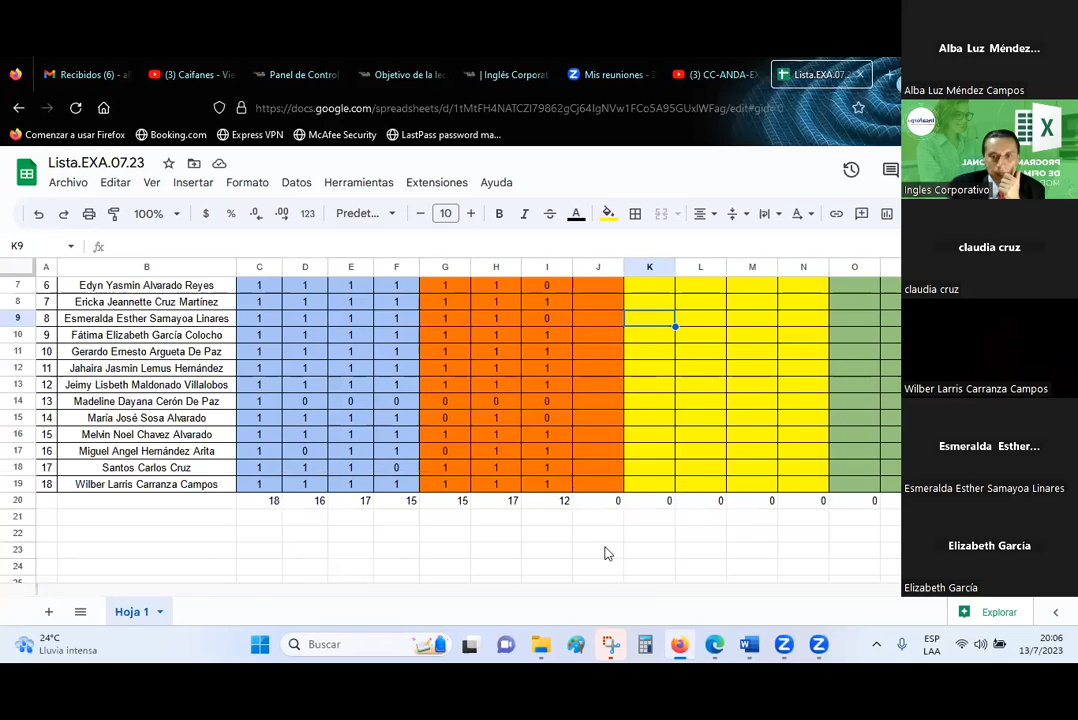 Recibidos (6) - al
(3) Caifanes - Vie
Panel de Control
Objetivo de la lec
| Inglés Corporat
Mis reuniones -
(3) CC-ANDA-E
Lista.EXA.07.2
https://docs.google.com/spreadsheets/d/1tMtFH4NATCZI79862gCj64IgNVw1FCo5A95GUxlWFag/edit#gid=0
Comenzar a usar Firefox
Booking.com
Express VPN
McAfee Security
LastPass password ma...
Lista.EXA.07.23
Archivo Editar Ver Insertar Formato Datos Herramientas Extensiones Ayuda
100% $ % .0 .00 123 Predet... − 10 + B I S A
K9 fx
A B C D E F G H I J K L M N O
7 6 Edyn Yasmin Alvarado Reyes 1 1 1 1 1 1 0
8 7 Ericka Jeannette Cruz Martínez 1 1 1 1 1 1 1
9 8 Esmeralda Esther Samayoa Linares 1 1 1 1 1 1 0
10 9 Fátima Elizabeth García Colocho 1 1 1 1 1 1 1
11 10 Gerardo Ernesto Argueta De Paz 1 1 1 1 1 1 1
12 11 Jahaira Jasmin Lemus Hernández 1 1 1 1 1 1 1
13 12 Jeimy Lisbeth Maldonado Villalobos 1 1 1 1 1 1 1
14 13 Madeline Dayana Cerón De Paz 1 0 0 0 0 0 0
15 14 María José Sosa Alvarado 1 1 1 1 0 1 0
16 15 Melvin Noel Chavez Alvarado 1 1 1 1 1 1 1
17 16 Miguel Angel Hernández Arita 1 0 1 1 0 1 1
18 17 Santos Carlos Cruz 1 1 1 0 1 1 1
19 18 Wilber Larris Carranza Campos 1 1 1 1 1 1 1
20 18 16 17 15 15 17 12 0 0 0 0 0 0
21
22
23
24
25
Hoja 1
Explorar
24°C
Lluvia intensa
Buscar
ESP
LAA
20:06
13/7/2023
Alba Luz Méndez...
Alba Luz Méndez Campos
Ingles Corporativo
claudia cruz
claudia cruz
Wilber Larris Carranza Campos
Esmeralda Esther...
Esmeralda Esther Samayoa Linares
Elizabeth Garcia
Elizabeth García